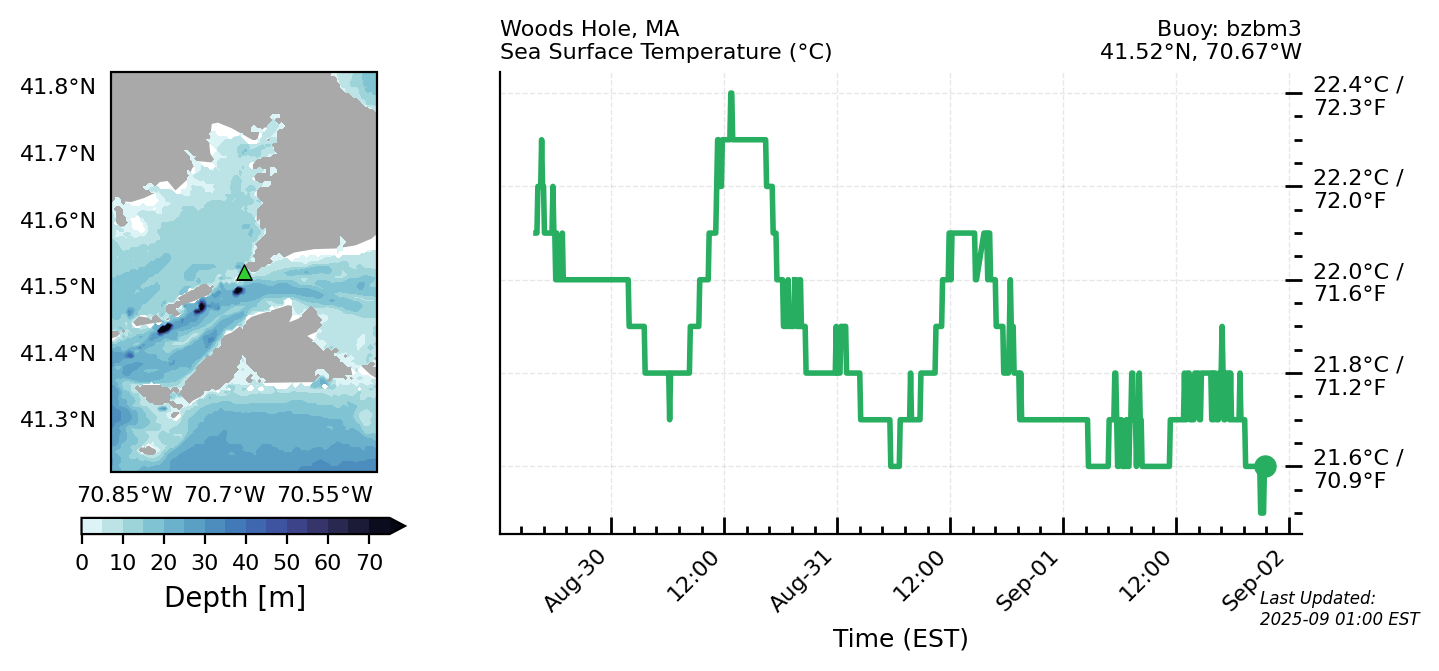 Woods Hole, MA
Sea Surface Temperature (°C)
Buoy: bzbm3
41.52°N, 70.67°W
41.8°N
41.7°N
41.6°N
41.5°N
41.4°N
41.3°N
70.85°W 70.7°W 70.55°W
0 10 20 30 40 50 60 70
Depth [m]
22.4°C /
72.3°F
22.2°C /
72.0°F
22.0°C /
71.6°F
21.8°C /
71.2°F
21.6°C /
70.9°F
Aug-30 12:00 Aug-31 12:00 Sep-01 12:00 Sep-02
Time (EST)
Last Updated:
2025-09 01:00 EST